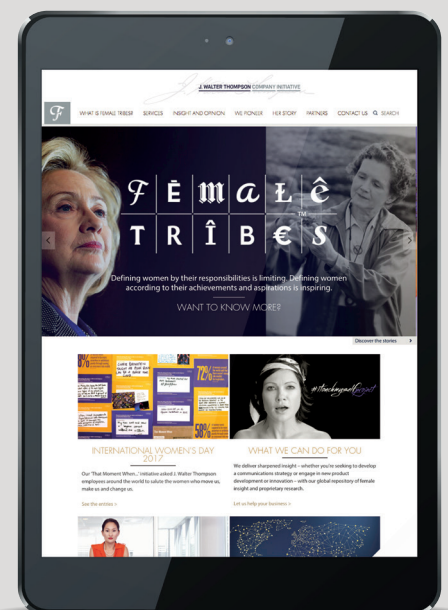 J. WALTER THOMPSON COMPANY INITIATIVE
F WHAT IS FEMALE TRIBES? SERVICES INSIGHT AND OPINION WE PIONEER HER STORY PARTNERS CONTACT US SEARCH
FĒMaŁê
TRÎB€S™
Defining women by their responsibilities is limiting. Defining women
according to their achievements and aspirations is inspiring.
WANT TO KNOW MORE?
Discover the stories >
72%
50%
INTERNATIONAL WOMEN'S DAY
2017
Our 'That Moment When...' initiative asked J. Walter Thompson
employees around the world to salute the women who move us,
make us and change us.
See the entries >
WHAT WE CAN DO FOR YOU
We deliver sharpened insight – whether you're seeking to develop
a communications strategy or engage in new product
development or innovation – with our global repository of female
insight and proprietary research.
Let us help your business >